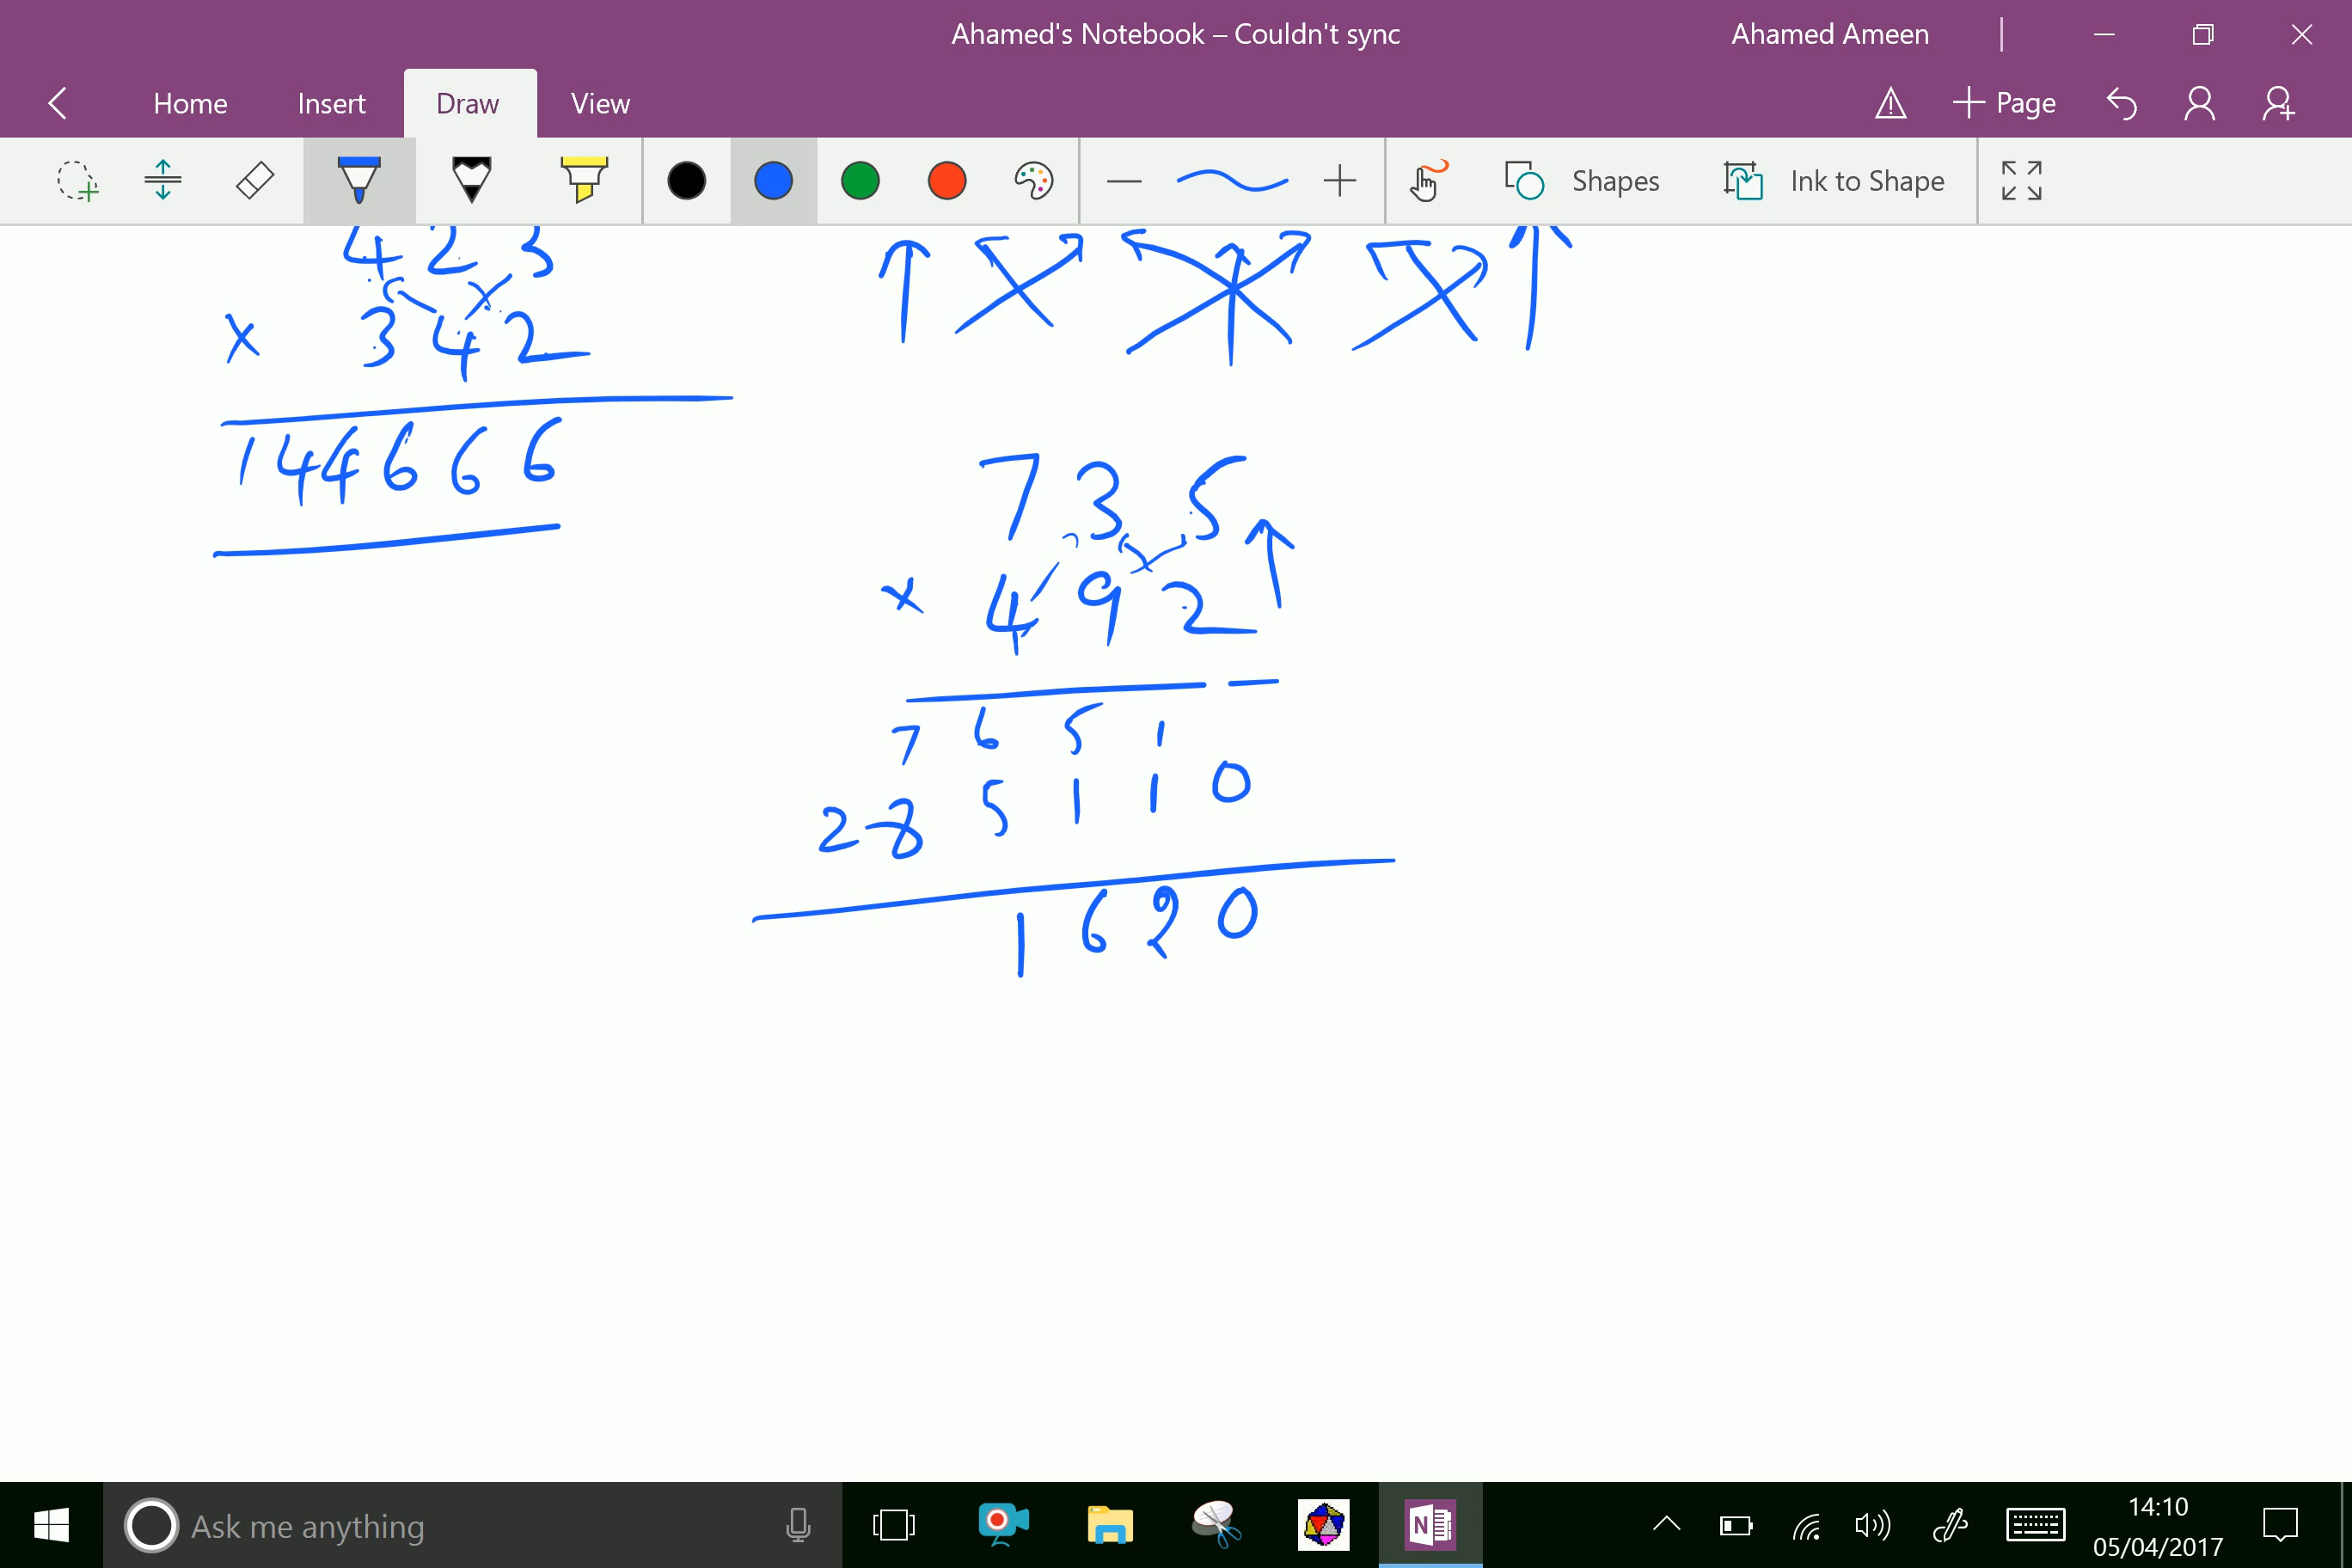 Ahamed's Notebook – Couldn't sync
Ahamed Ameen
Home Insert Draw View
Page
Shapes Ink to Shape
423
x 342
144666
735
x 492
7651
285110
1620
Ask me anything
N
14:10
05/04/2017